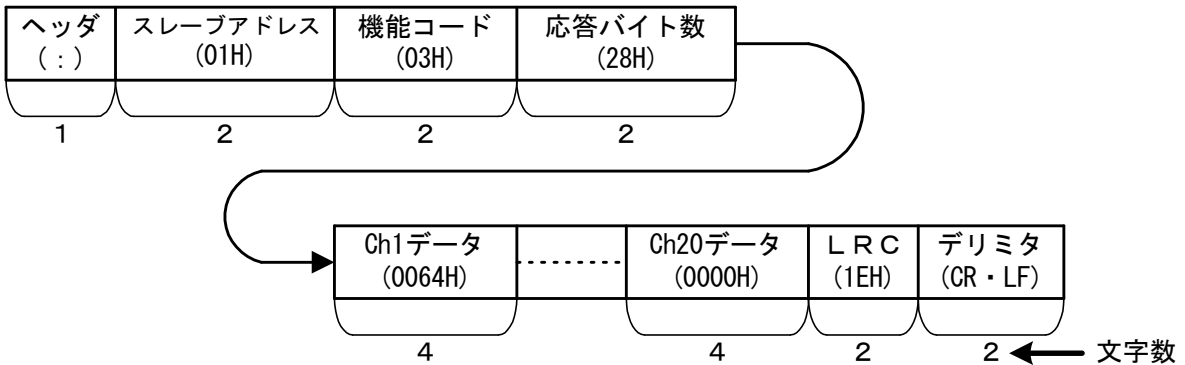 ヘッダ スレーブアドレス 機能コード 応答バイト数
(:) (01H) (03H) (28H)
1 2 2 2
Ch1データ Ch20データ LRC デリミタ
(0064H) (0000H) (1EH) (CR・LF)
4 4 2 2 文字数